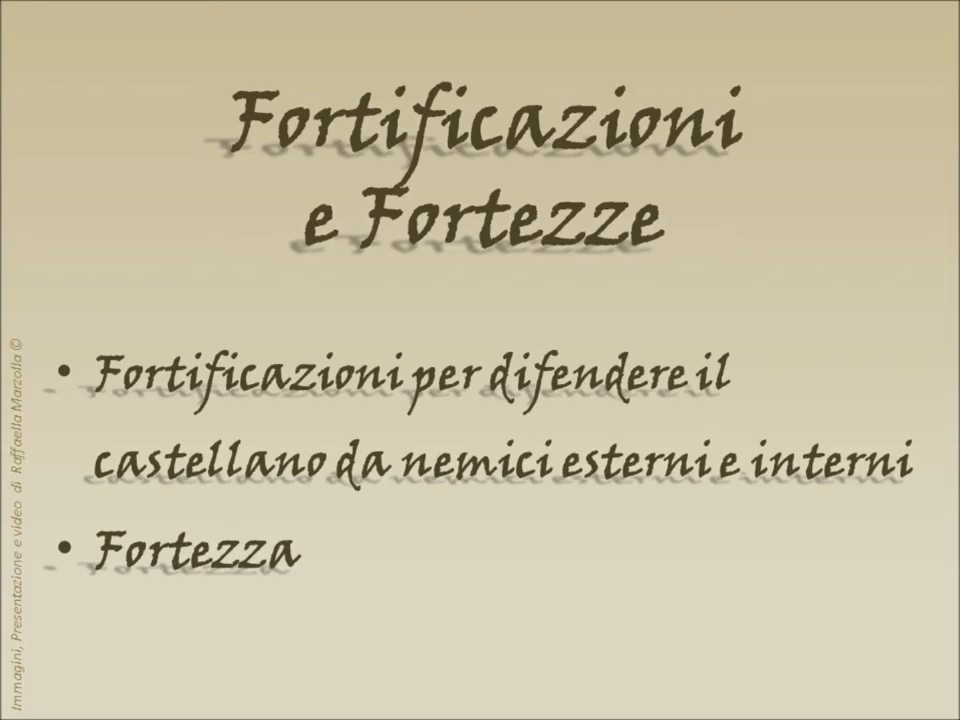 Fortificazioni
e Fortezze
• Fortificazioni per difendere il
castellano da nemici esterni e interni
• Fortezza
Immagini, Presentazione e video di Raffaella Marzolla ©